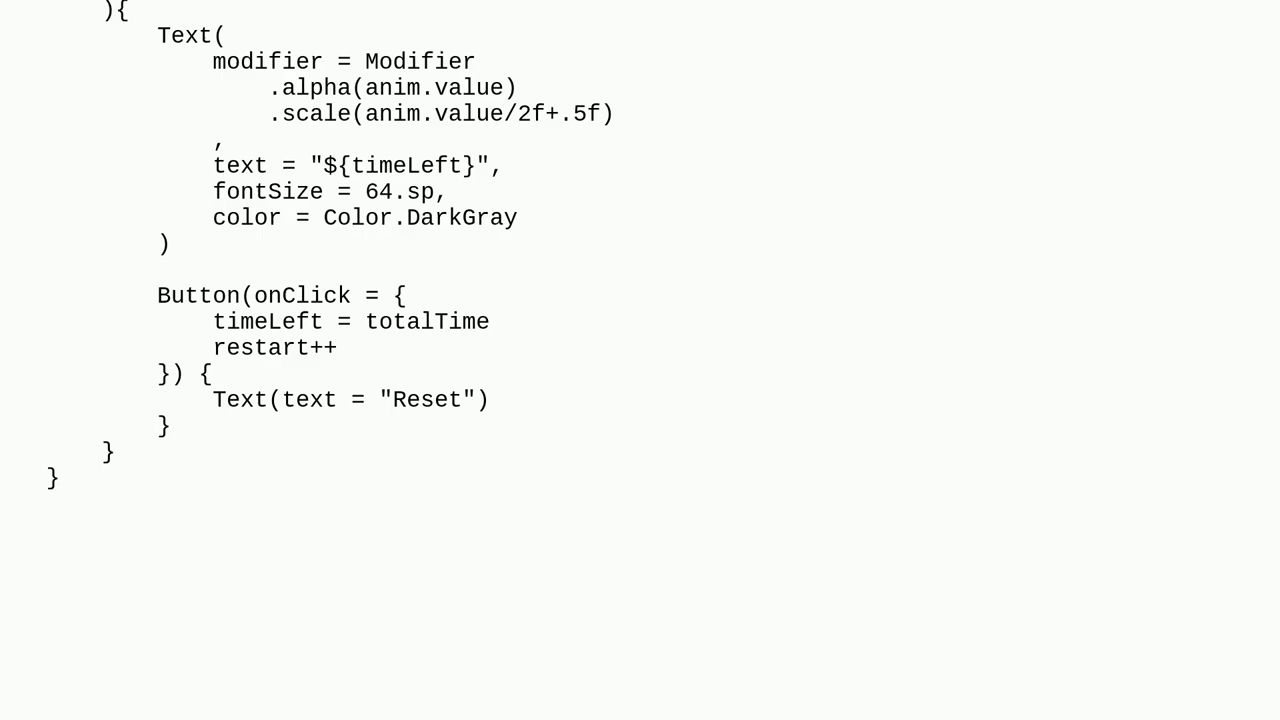 ){
Text(
modifier = Modifier
.alpha(anim.value)
.scale(anim.value/2f+.5f)
,
text = "${timeLeft}",
fontSize = 64.sp,
color = Color.DarkGray
)
Button(onClick = {
timeLeft = totalTime
restart++
}) {
Text(text = "Reset")
}
}
}